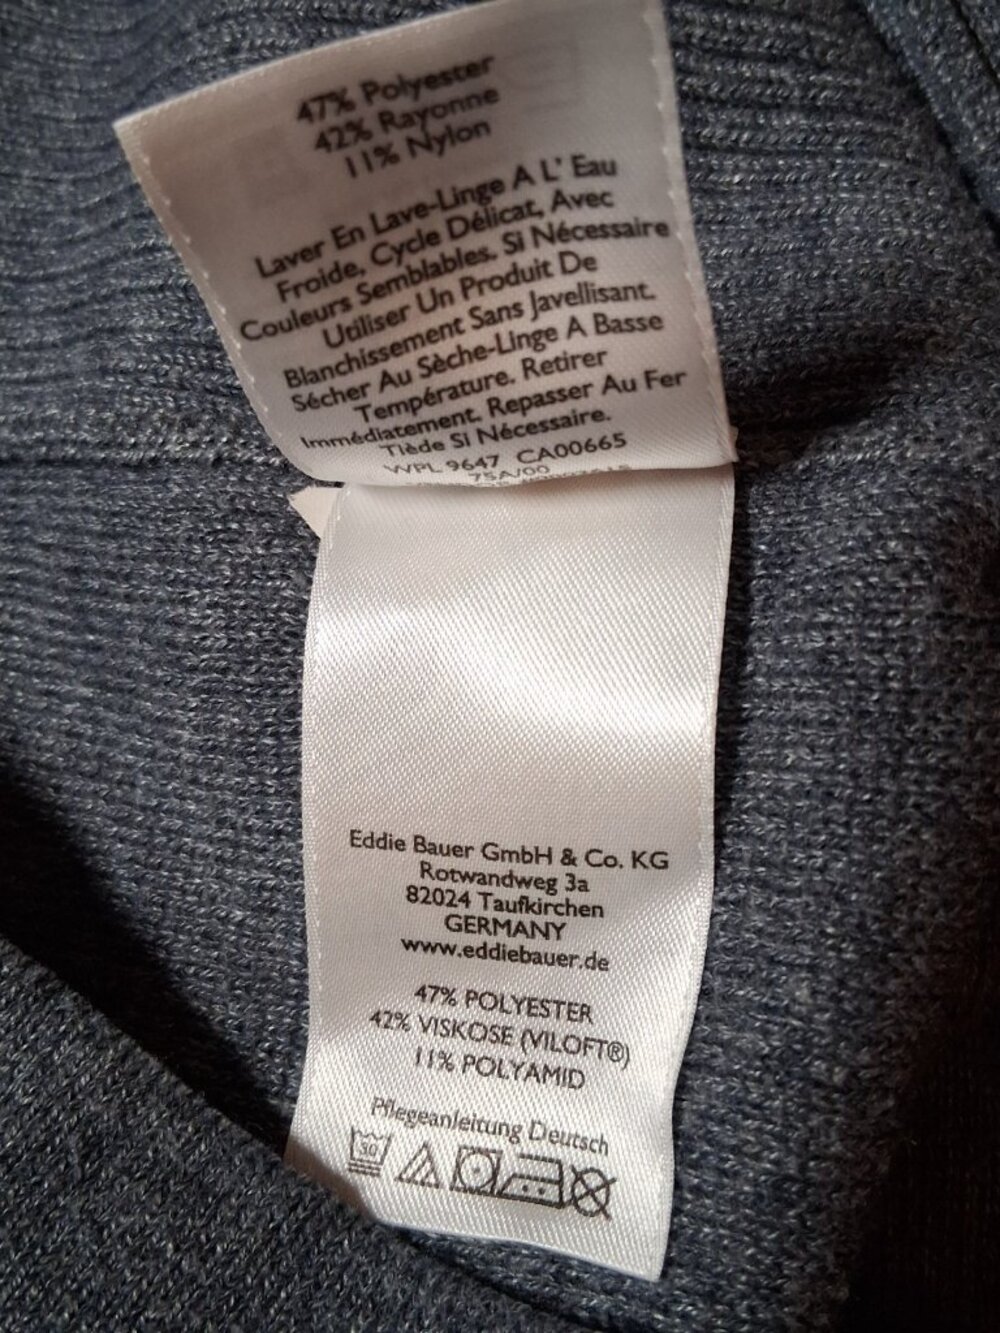 47% Polyester
42% Rayonne
11% Nylon
Laver En Lave-Linge A L' Eau
Froide, Cycle Délicat, Avec
Couleurs Semblables. Si Nécessaire
Utiliser Un Produit De
Blanchissement Sans Javellisant.
Sécher Au Sèche-Linge A Basse
Température. Retirer
Immédiatement. Repasser Au Fer
Tiède Si Nécessaire.
WPL 9647 CA00665
75A/00
Eddie Bauer GmbH & Co. KG
Rotwandweg 3a
82024 Taufkirchen
GERMANY
www.eddiebauer.de
47% POLYESTER
42% VISKOSE (VILOFT®)
11% POLYAMID
Pflegeanleitung Deutsch
30